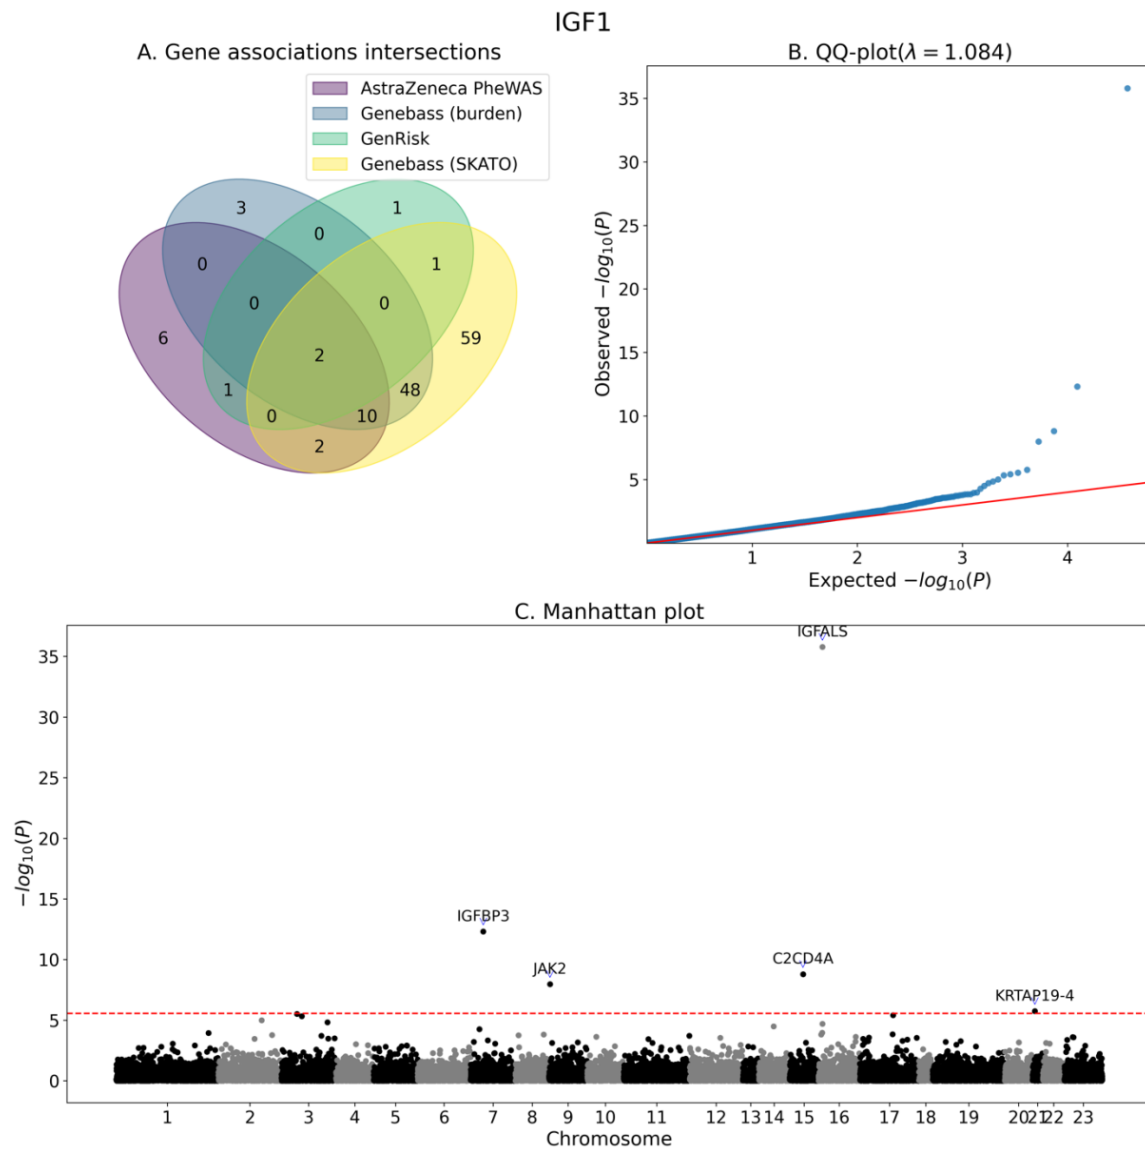 IGF1
A. Gene associations intersections
AstraZeneca PheWAS
Genebass (burden)
GenRisk
Genebass (SKATO)
3
1
0
0
1
0
0
6
2
59
1
48
0
10
2
B. QQ-plot(λ = 1.084)
Observed −log₁₀(P)
35
30
25
20
15
10
5
1
2
3
4
Expected −log₁₀(P)
C. Manhattan plot
−log₁₀(P)
35
30
25
20
15
10
5
0
IGFALS
IGFBP3
C2CD4A
JAK2
KRTAP19-4
1 2 3 4 5 6 7 8 9 10 11 12 13 14 15 16 17 18 19 20 21 22 23
Chromosome